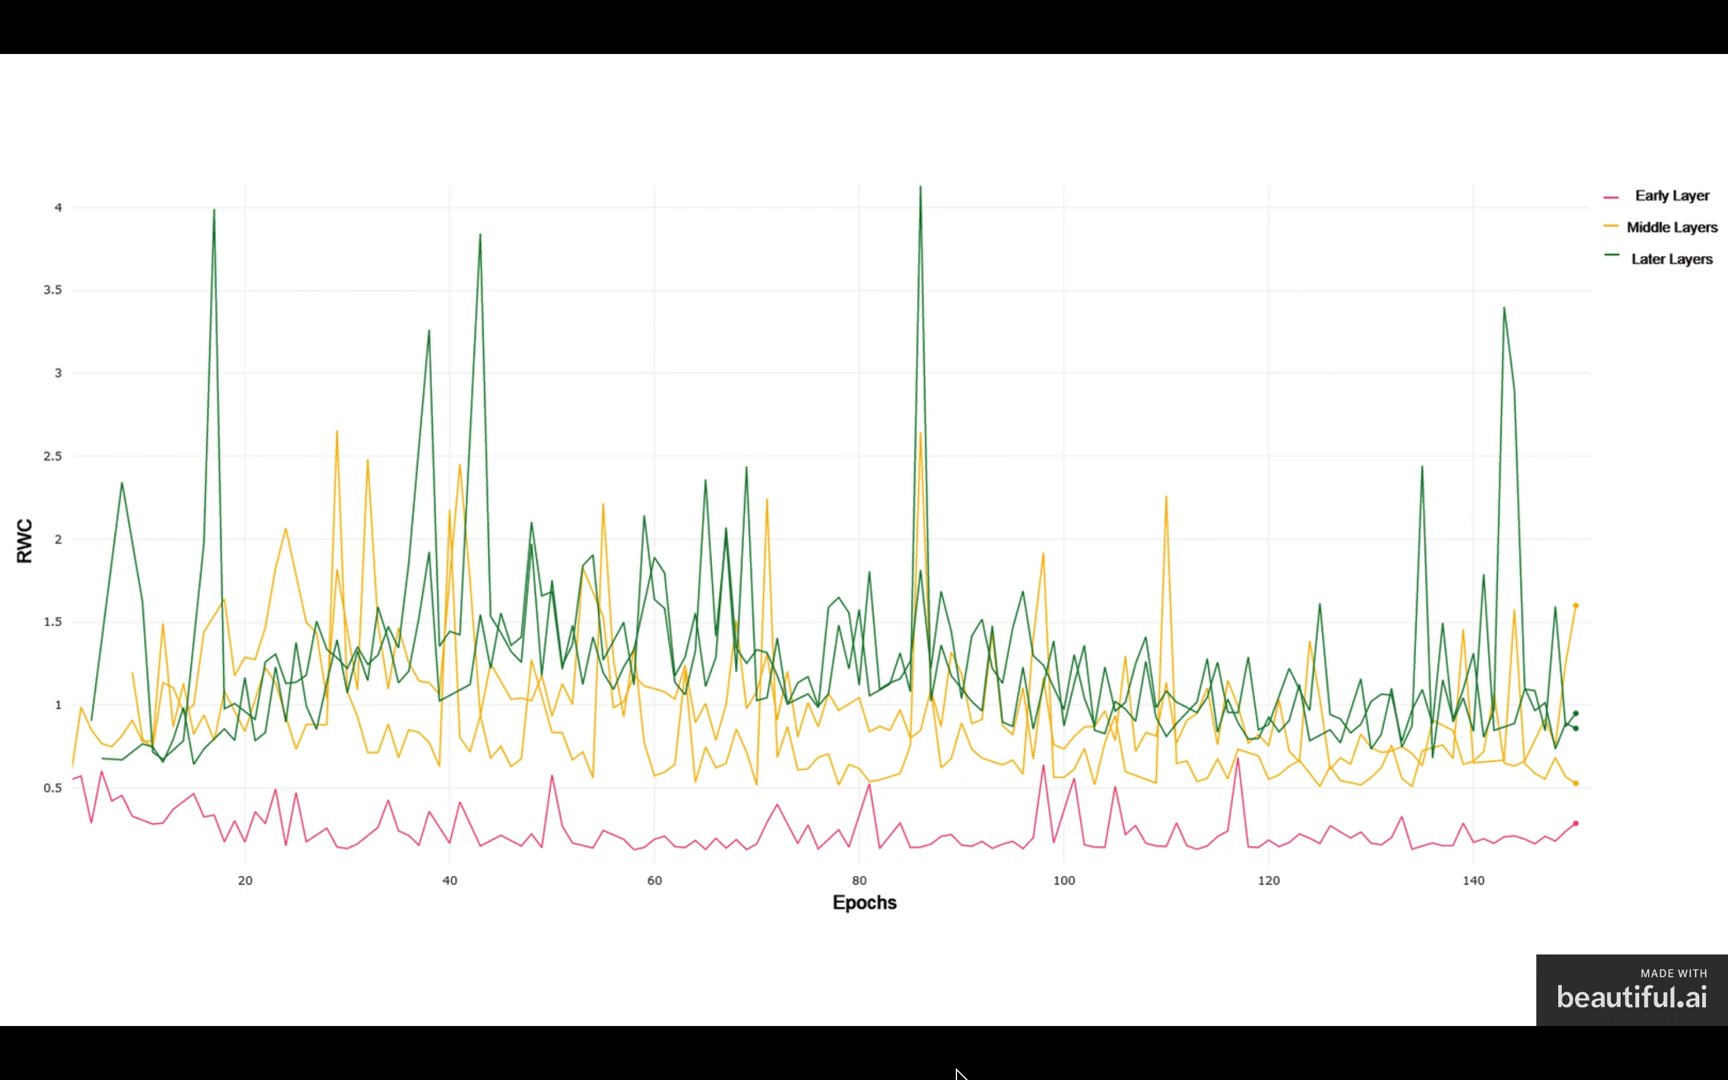 4
3.5
3
2.5
2
1.5
1
0.5
RWC
20 40 60 80 100 120 140
Epochs
Early Layer
Middle Layers
Later Layers
MADE WITH
beautiful.ai